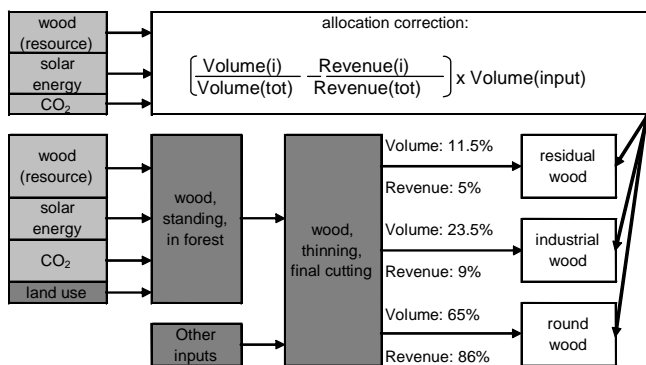 wood
(resource)
solar
energy
CO₂
allocation correction:
Volume(i)
Volume(tot)
-
Revenue(i)
Revenue(tot)
x Volume(input)
wood
(resource)
solar
energy
CO₂
land use
wood,
standing,
in forest
Other
inputs
wood,
thinning,
final cutting
Volume: 11.5%
Revenue: 5%
Volume: 23.5%
Revenue: 9%
Volume: 65%
Revenue: 86%
residual
wood
industrial
wood
round
wood